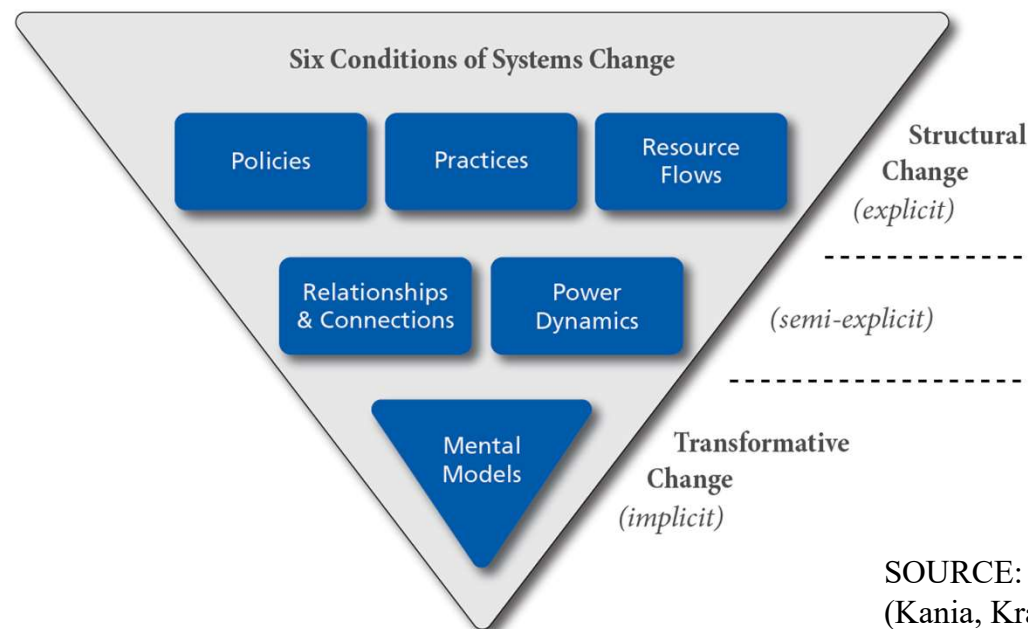 Six Conditions of Systems Change
Policies
Practices
Resource
Flows
Structural
Change
(explicit)
Relationships
& Connections
Power
Dynamics
(semi-explicit)
Mental
Models
Transformative
Change
(implicit)
SOURCE:
(Kania, Kra